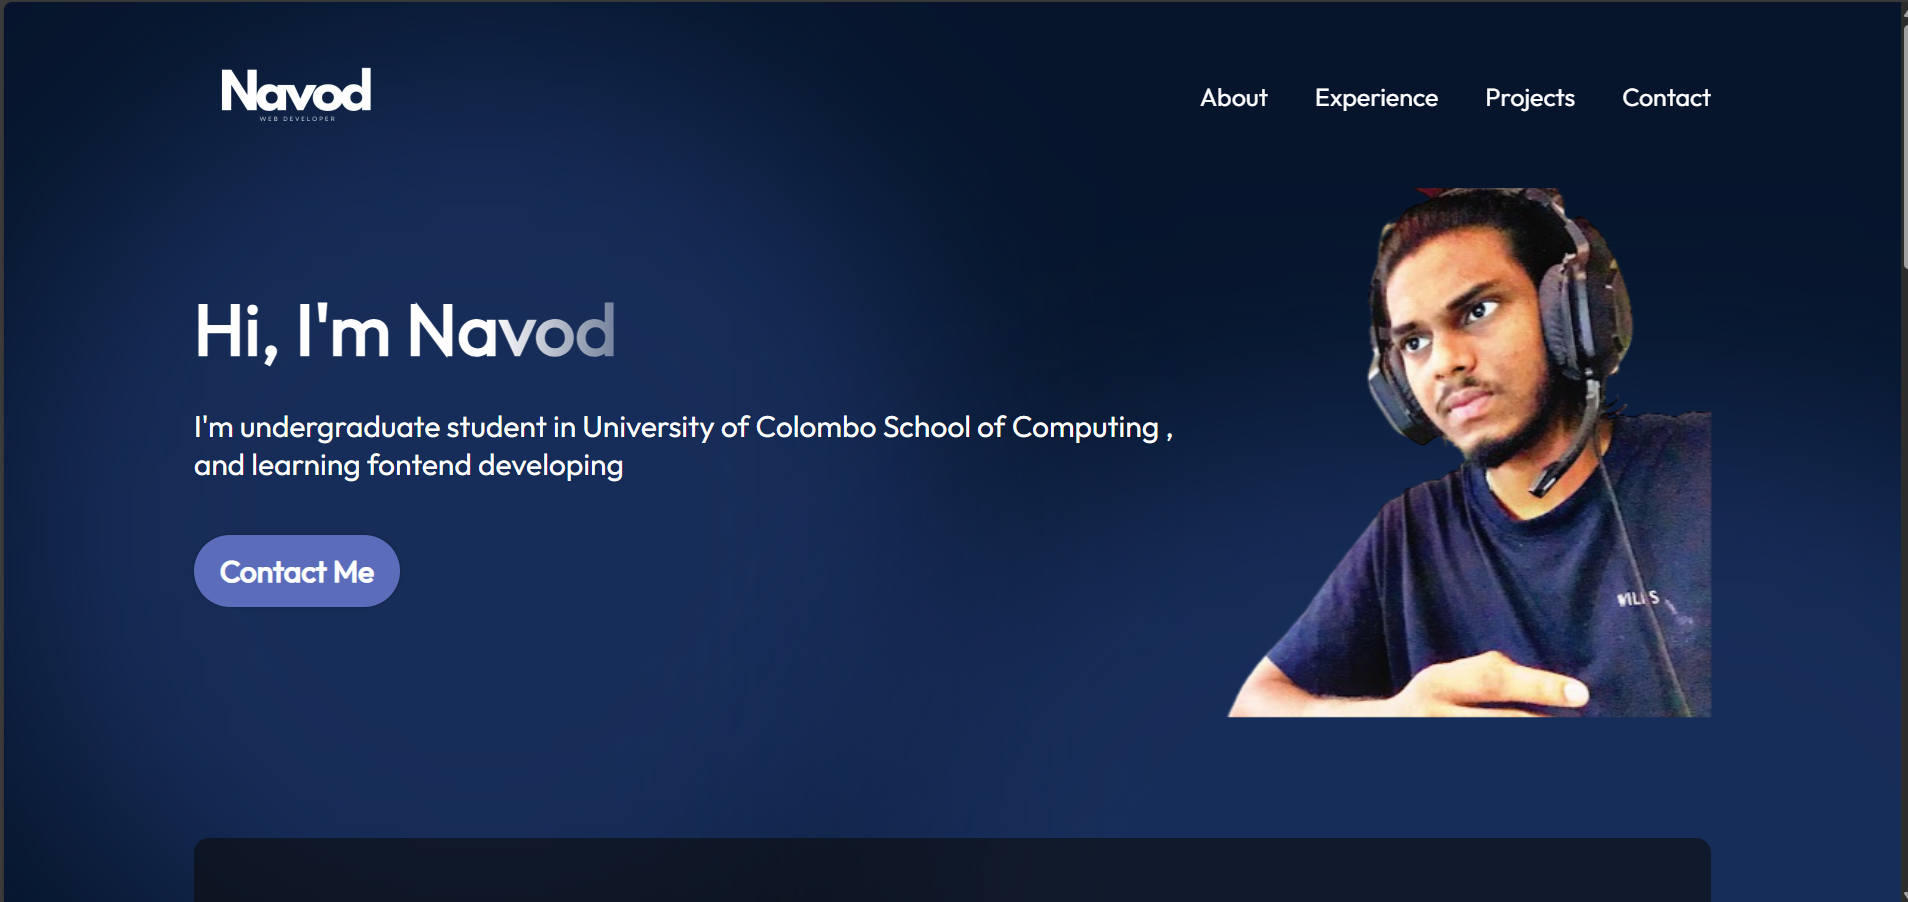 Navod
WEB DEVELOPER
About Experience Projects Contact
Hi, I'm Navod
I'm undergraduate student in University of Colombo School of Computing ,
and learning fontend developing
Contact Me